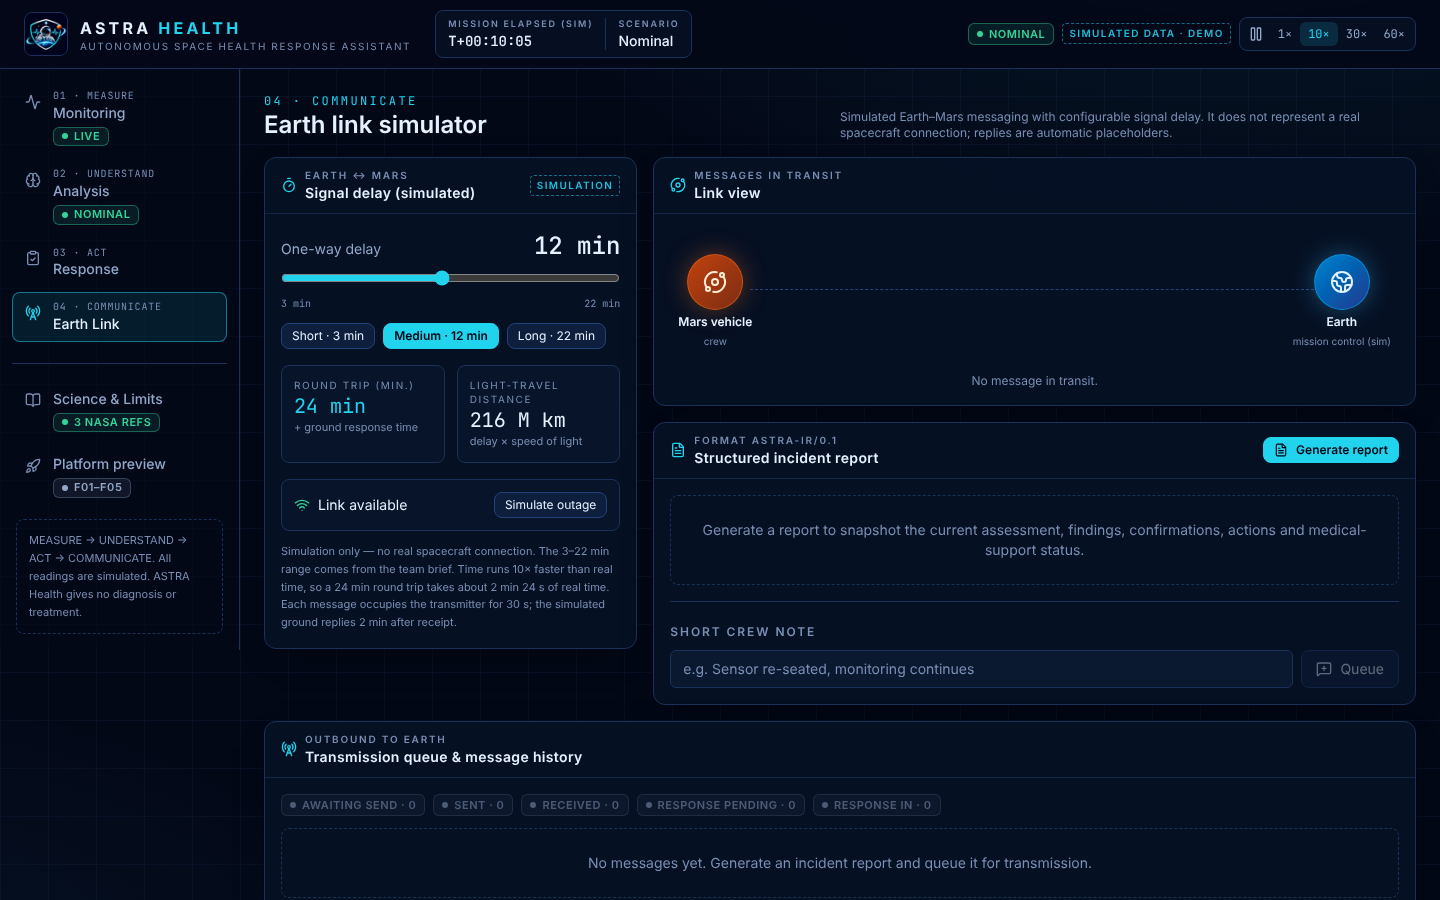 ASTRA HEALTH
AUTONOMOUS SPACE HEALTH RESPONSE ASSISTANT
MISSION ELAPSED (SIM)
T+00:10:05
SCENARIO
Nominal
NOMINAL
SIMULATED DATA · DEMO
1×
10×
30×
60×
01 · MEASURE
Monitoring
LIVE
02 · UNDERSTAND
Analysis
NOMINAL
03 · ACT
Response
04 · COMMUNICATE
Earth Link
Science & Limits
3 NASA REFS
Platform preview
F01–F05
MEASURE → UNDERSTAND →
ACT → COMMUNICATE. All
readings are simulated. ASTRA
Health gives no diagnosis or
treatment.
04 · COMMUNICATE
Earth link simulator
Simulated Earth–Mars messaging with configurable signal delay. It does not represent a real
spacecraft connection; replies are automatic placeholders.
EARTH ↔ MARS
Signal delay (simulated)
SIMULATION
One-way delay
12 min
3 min
22 min
Short · 3 min
Medium · 12 min
Long · 22 min
ROUND TRIP (MIN.)
24 min
+ ground response time
LIGHT-TRAVEL
DISTANCE
216 M km
delay × speed of light
Link available
Simulate outage
Simulation only — no real spacecraft connection. The 3–22 min
range comes from the team brief. Time runs 10× faster than real
time, so a 24 min round trip takes about 2 min 24 s of real time.
Each message occupies the transmitter for 30 s; the simulated
ground replies 2 min after receipt.
MESSAGES IN TRANSIT
Link view
Mars vehicle
crew
Earth
mission control (sim)
No message in transit.
FORMAT ASTRA-IR/0.1
Structured incident report
Generate report
Generate a report to snapshot the current assessment, findings, confirmations, actions and medical-
support status.
SHORT CREW NOTE
e.g. Sensor re-seated, monitoring continues
Queue
OUTBOUND TO EARTH
Transmission queue & message history
AWAITING SEND · 0
SENT · 0
RECEIVED · 0
RESPONSE PENDING · 0
RESPONSE IN · 0
No messages yet. Generate an incident report and queue it for transmission.